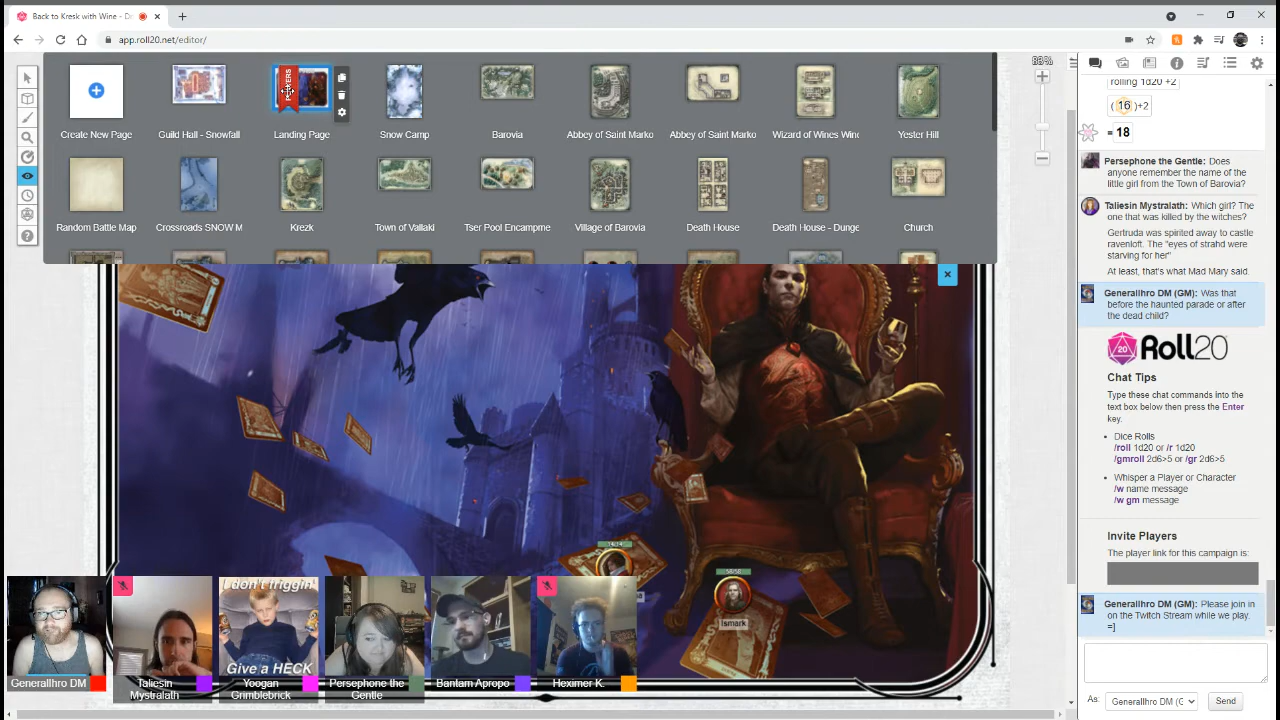 Back to Kresk with Wine - D
app.roll20.net/editor/
PLAYERS
Create New Page
Guild Hall - Snowfall
Landing Page
Snow Camp
Barovia
Abbey of Saint Marko
Abbey of Saint Marko
Wizard of Wines Wine
Yester Hill
Random Battle Map
Crossroads SNOW M
Krezk
Town of Vallaki
Tser Pool Encampme
Village of Barovia
Death House
Death House - Dunge
Church
88%
rolling 1d20 +2
(16)+2
= 18
Persephone the Gentle: Does
anyone remember the name of the
little girl from the Town of Barovia?
Taliesin Mystralath: Which girl? The
one that was killed by the witches?
Gertruda was spirited away to castle
ravenloft. The "eyes of strahd were
starving for her"
At least, that's what Mad Mary said.
Generallhro DM (GM): Was that
before the haunted parade or after
the dead child?
20 Roll20
Chat Tips
Type these chat commands into the
text box below then press the Enter
key.
• Dice Rolls
/roll 1d20 or /r 1d20
/gmroll 2d6>5 or /gr 2d6>5
• Whisper a Player or Character
/w name message
/w gm message
Invite Players
The player link for this campaign is:
Generallhro DM (GM): Please join in
on the Twitch Stream while we play.
=]
As:
Generallhro DM (G
Send
58/58
Ismark
I don't friggin
Give a HECK
Generallhro DM
Taliesin
Mystralath
Yoogan
Grimblebrick
Persephone the
Gentle
Bantam Apropo
Heximer K.